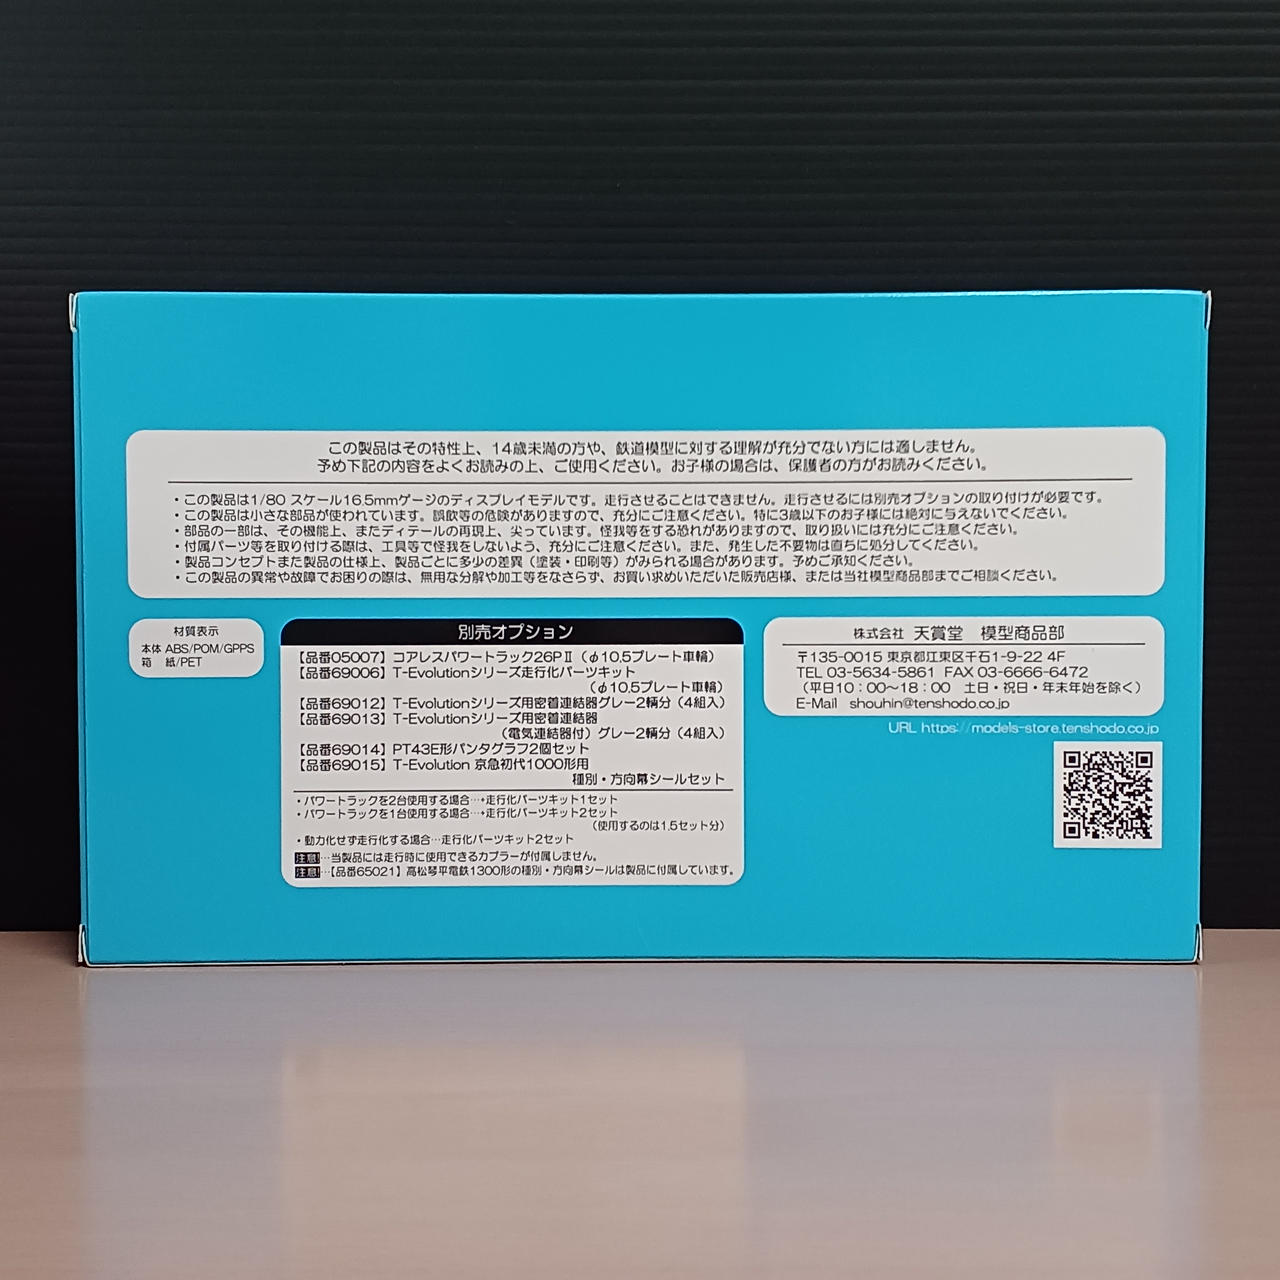 この製品はその特性上、14歳未満の方や、鉄道模型に対する理解が充分でない方には適しません。
予め下記の内容をよくお読みの上、ご使用ください。お子様の場合は、保護者の方がお読みください。
・この製品は1/80 スケール16.5mmゲージのディスプレイモデルです。走行させることはできません。走行させるには別売オプションの取り付けが必要です。
・この製品は小さな部品が使われています。誤飲等の危険がありますので、充分にご注意ください。特に3歳以下のお子様には絶対に与えないでください。
・部品の一部は、その機能上、またディテールの再現上、尖っています。怪我等をする恐れがありますので、取り扱いには充分にご注意ください。
・付属パーツ等を取り付ける際は、工具等で怪我をしないよう、充分にご注意ください。また、発生した不要物は直ちに処分してください。
・製品コンセプトまた製品の仕様上、製品ごとに多少の差異（塗装・印刷等）がみられる場合があります。予めご承知ください。
・この製品の異常や故障でお困りの際は、無用な分解や加工等をなさらず、お買い求めいただいた販売店様、または当社模型商品部までご相談ください。
材質表示
本体 ABS/POM/GPPS
箱 紙/PET
別売オプション
【品番05007】コアレスパワートラック26PⅡ（φ10.5プレート車輪）
【品番69006】T-Evolutionシリーズ走行化パーツキット
（φ10.5プレート車輪）
【品番69012】T-Evolutionシリーズ用密着連結器グレー2輌分（4組入）
【品番69013】T-Evolutionシリーズ用密着連結器
（電気連結器付）グレー2輌分（4組入）
【品番69014】PT43E形パンタグラフ2個セット
【品番69015】T-Evolution 京急初代1000形用
種別・方向幕シールセット
・パワートラックを2台使用する場合…→走行化パーツキット1セット
・パワートラックを1台使用する場合…→走行化パーツキット2セット
（使用するのは1.5セット分）
・動力化せず走行化する場合…走行化パーツキット2セット
注意!…当製品には走行時に使用できるカプラーが付属しません。
注意!…【品番65021】高松琴平電鉄1300形の種別・方向幕シールは製品に付属しています。
株式会社 天賞堂 模型商品部
〒135-0015 東京都江東区千石1-9-22 4F
TEL 03-5634-5861 FAX 03-6666-6472
（平日10：00〜18：00 土日・祝日・年末年始を除く）
E-Mail shouhin@tenshodo.co.jp
URL https://models-store.tenshodo.co.jp